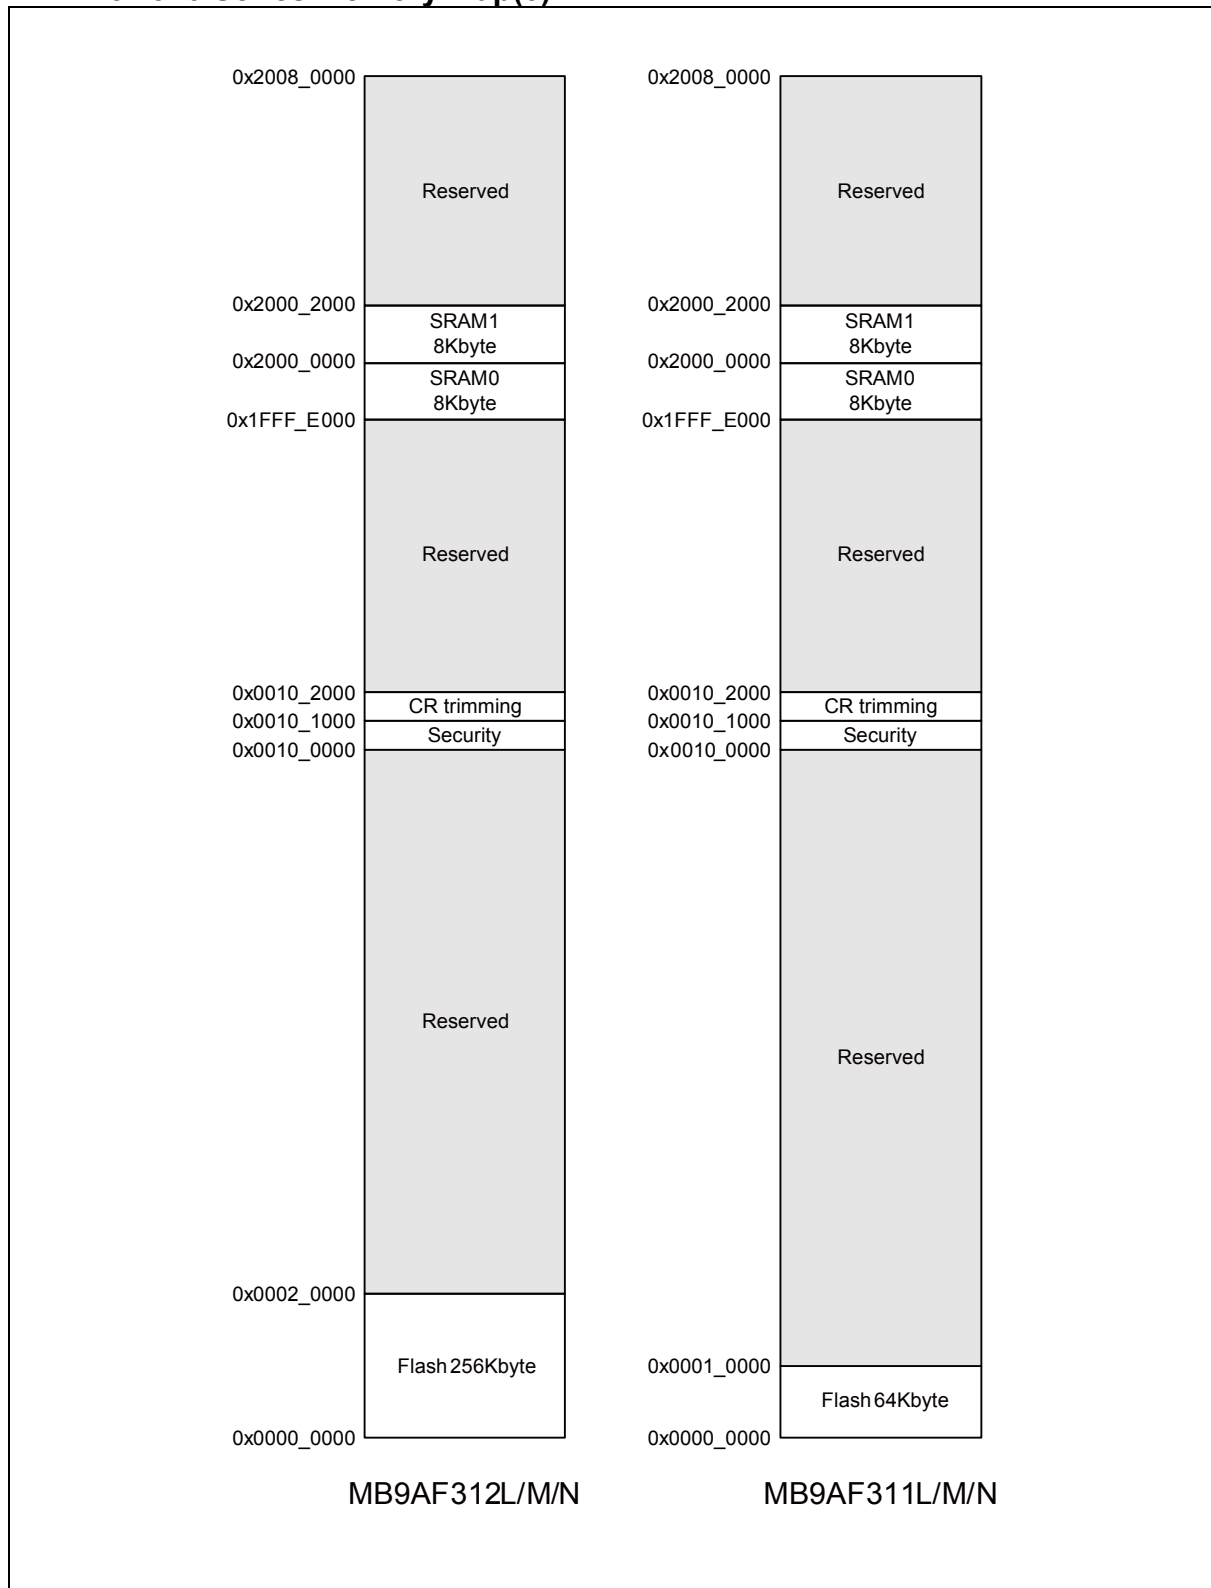 0x2008_0000
Reserved
0x2000_2000
SRAM1
8Kbyte
0x2000_0000
SRAM0
8Kbyte
0x1FFF_E000
Reserved
0x0010_2000
CR trimming
0x0010_1000
Security
0x0010_0000
Reserved
0x0002_0000
Flash 256Kbyte
0x0000_0000
MB9AF312L/M/N
0x2008_0000
Reserved
0x2000_2000
SRAM1
8Kbyte
0x2000_0000
SRAM0
8Kbyte
0x1FFF_E000
Reserved
0x0010_2000
CR trimming
0x0010_1000
Security
0x0010_0000
Reserved
0x0001_0000
Flash 64Kbyte
0x0000_0000
MB9AF311L/M/N